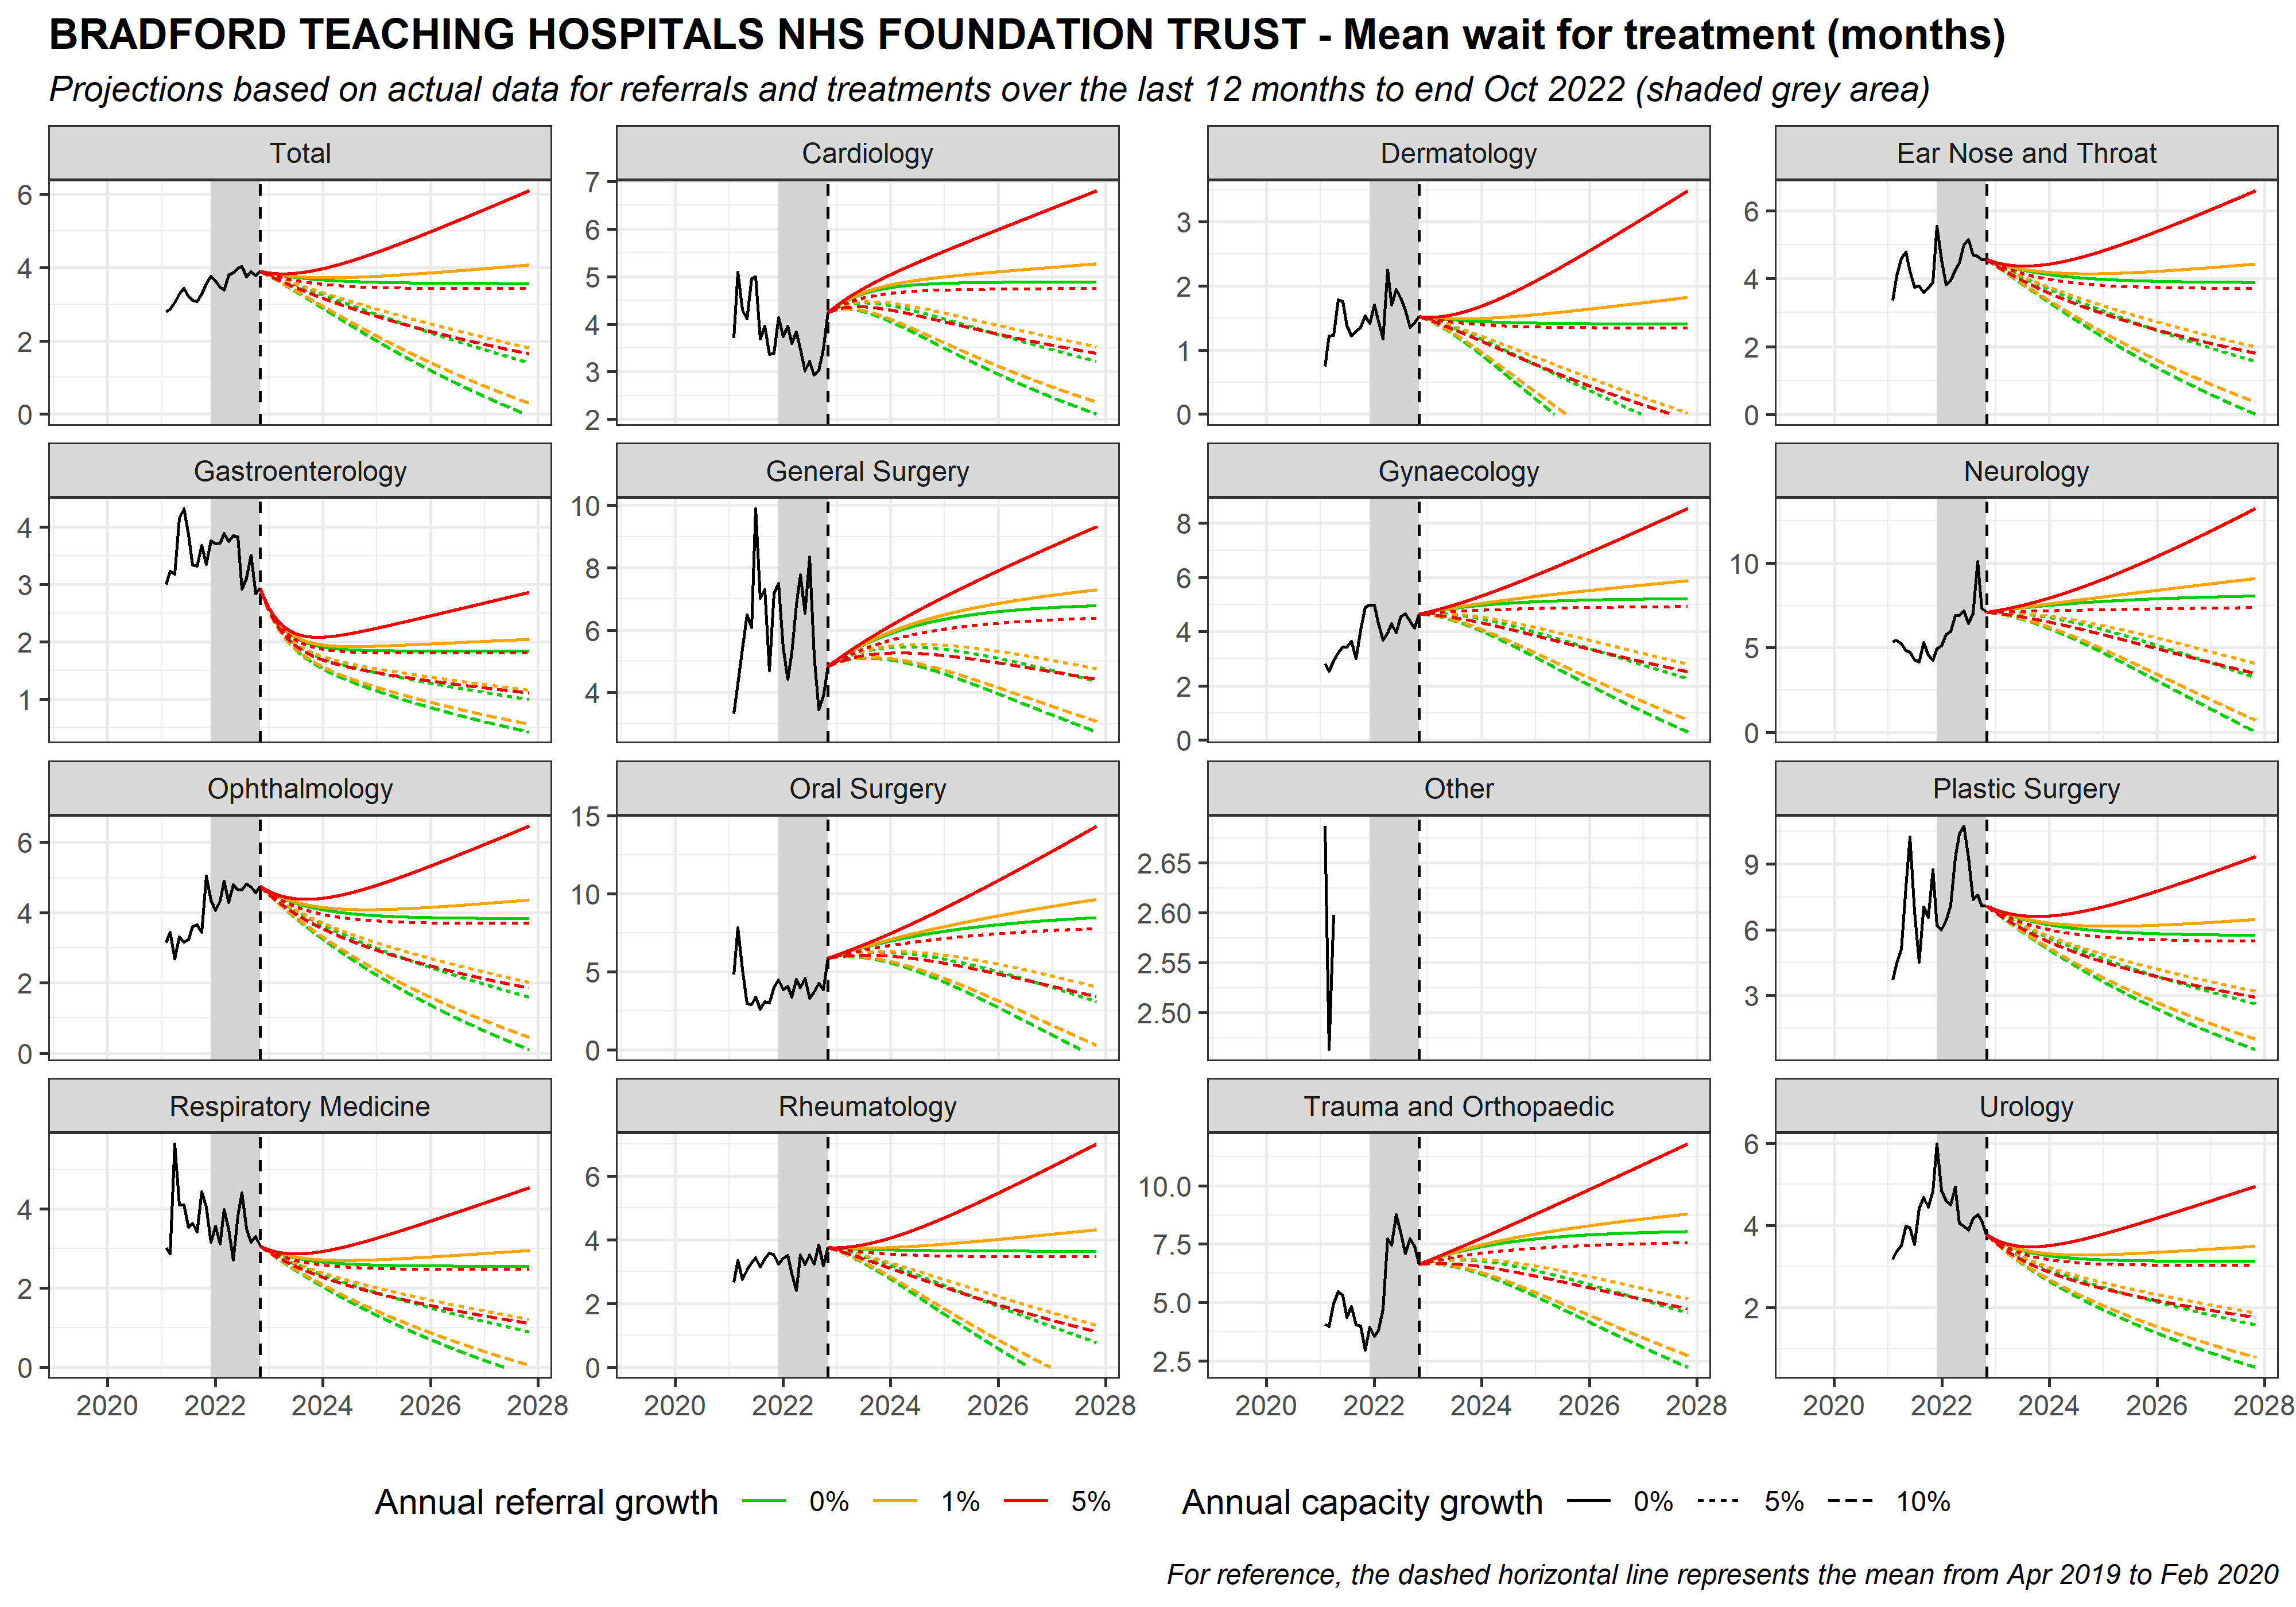 BRADFORD TEACHING HOSPITALS NHS FOUNDATION TRUST - Mean wait for treatment (months)
Projections based on actual data for referrals and treatments over the last 12 months to end Oct 2022 (shaded grey area)
Total
Cardiology
Dermatology
Ear Nose and Throat
6
4
2
0
7
6
5
4
3
2
3
2
1
0
6
4
2
0
Gastroenterology
General Surgery
Gynaecology
Neurology
4
3
2
1
10
8
6
4
8
6
4
2
0
10
5
0
Ophthalmology
Oral Surgery
Other
Plastic Surgery
6
4
2
0
15
10
5
0
2.65
2.60
2.55
2.50
9
6
3
Respiratory Medicine
Rheumatology
Trauma and Orthopaedic
Urology
4
2
0
6
4
2
0
10.0
7.5
5.0
2.5
6
4
2
2020 2022 2024 2026 2028
2020 2022 2024 2026 2028
2020 2022 2024 2026 2028
2020 2022 2024 2026 2028
Annual referral growth 0% 1% 5%
Annual capacity growth 0% 5% 10%
For reference, the dashed horizontal line represents the mean from Apr 2019 to Feb 2020